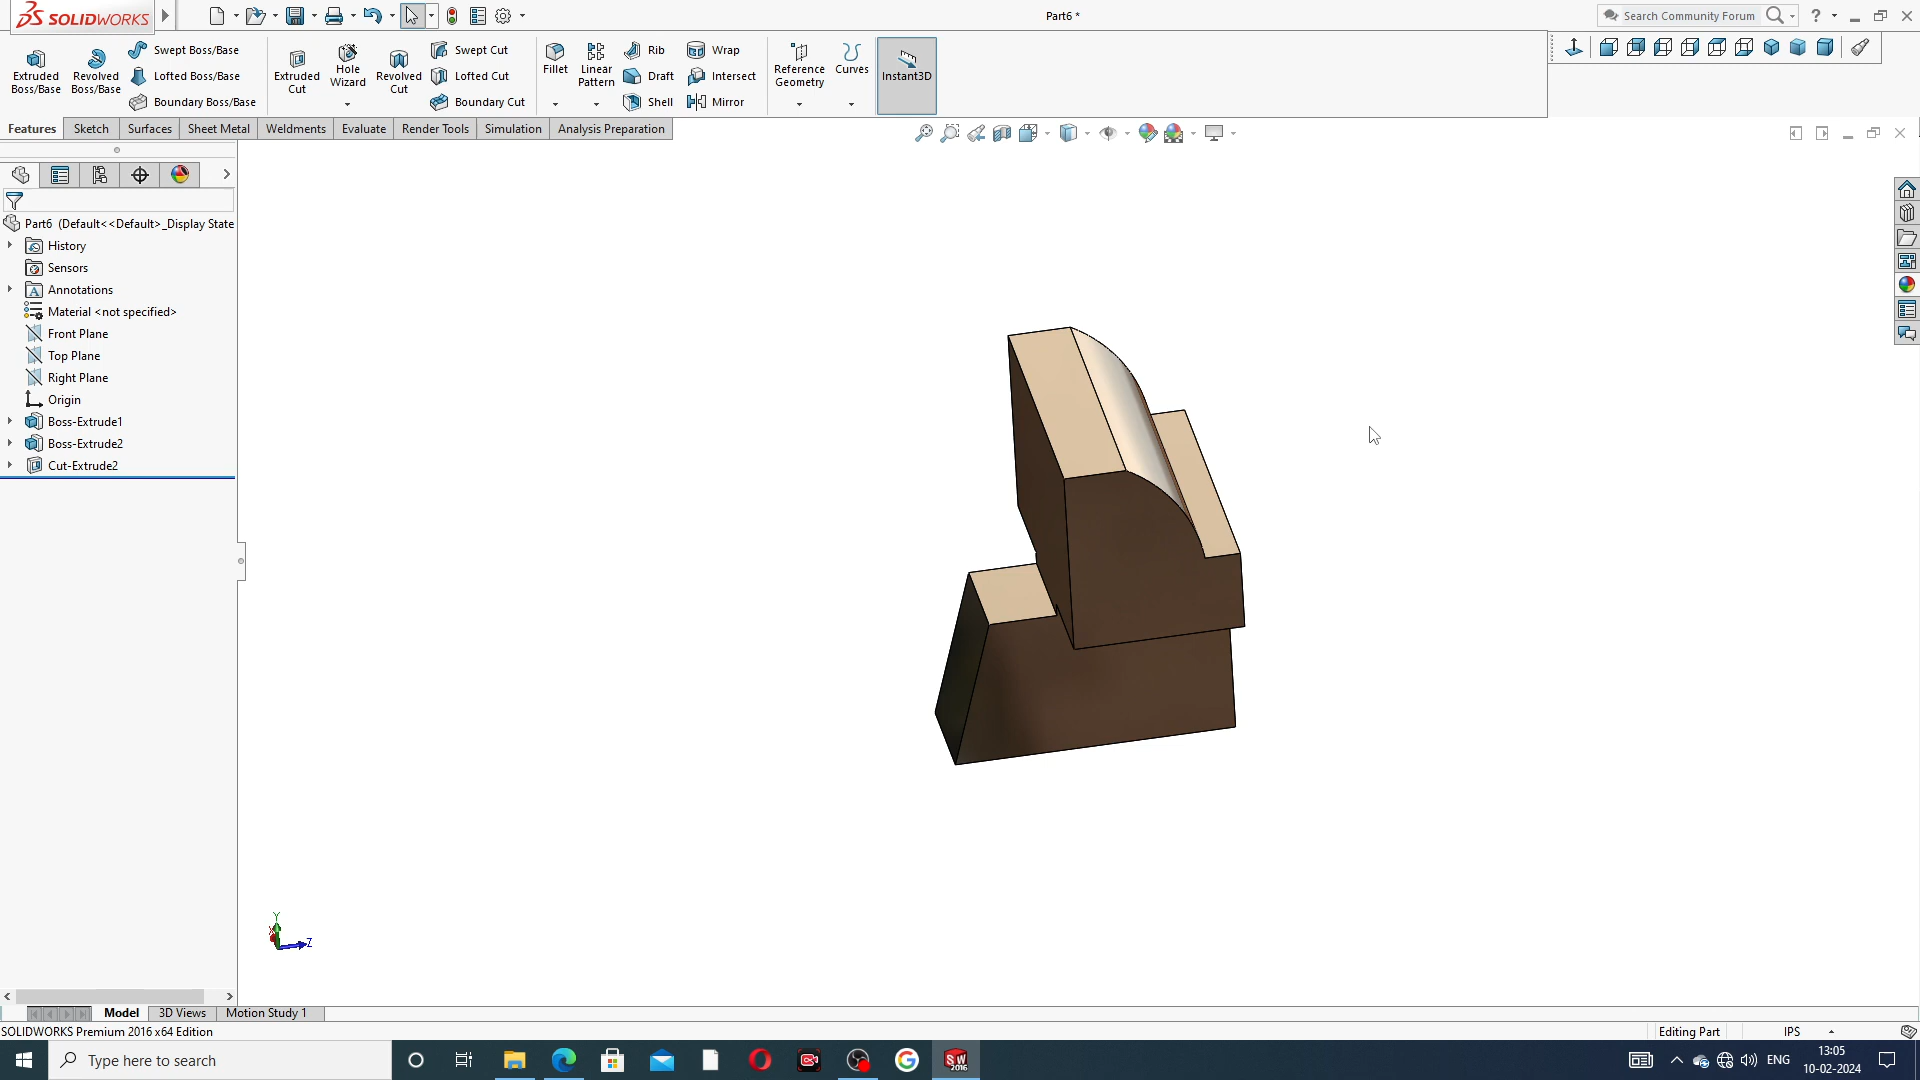 SOLIDWORKS
Part6 *
Search Community Forum
?
Extruded Boss/Base
Revolved Boss/Base
Swept Boss/Base
Lofted Boss/Base
Boundary Boss/Base
Extruded Cut
Hole Wizard
Revolved Cut
Swept Cut
Lofted Cut
Boundary Cut
Fillet
Linear Pattern
Rib
Draft
Shell
Wrap
Intersect
Mirror
Reference Geometry
Curves
Instant3D
Features
Sketch
Surfaces
Sheet Metal
Weldments
Evaluate
Render Tools
Simulation
Analysis Preparation
Part6 (Default<<Default>_Display State
History
Sensors
Annotations
Material <not specified>
Front Plane
Top Plane
Right Plane
Origin
Boss-Extrude1
Boss-Extrude2
Cut-Extrude2
Y
Z
Model
3D Views
Motion Study 1
SOLIDWORKS Premium 2016 x64 Edition
Editing Part
IPS
Type here to search
SW
2016
ENG
13:05
10-02-2024